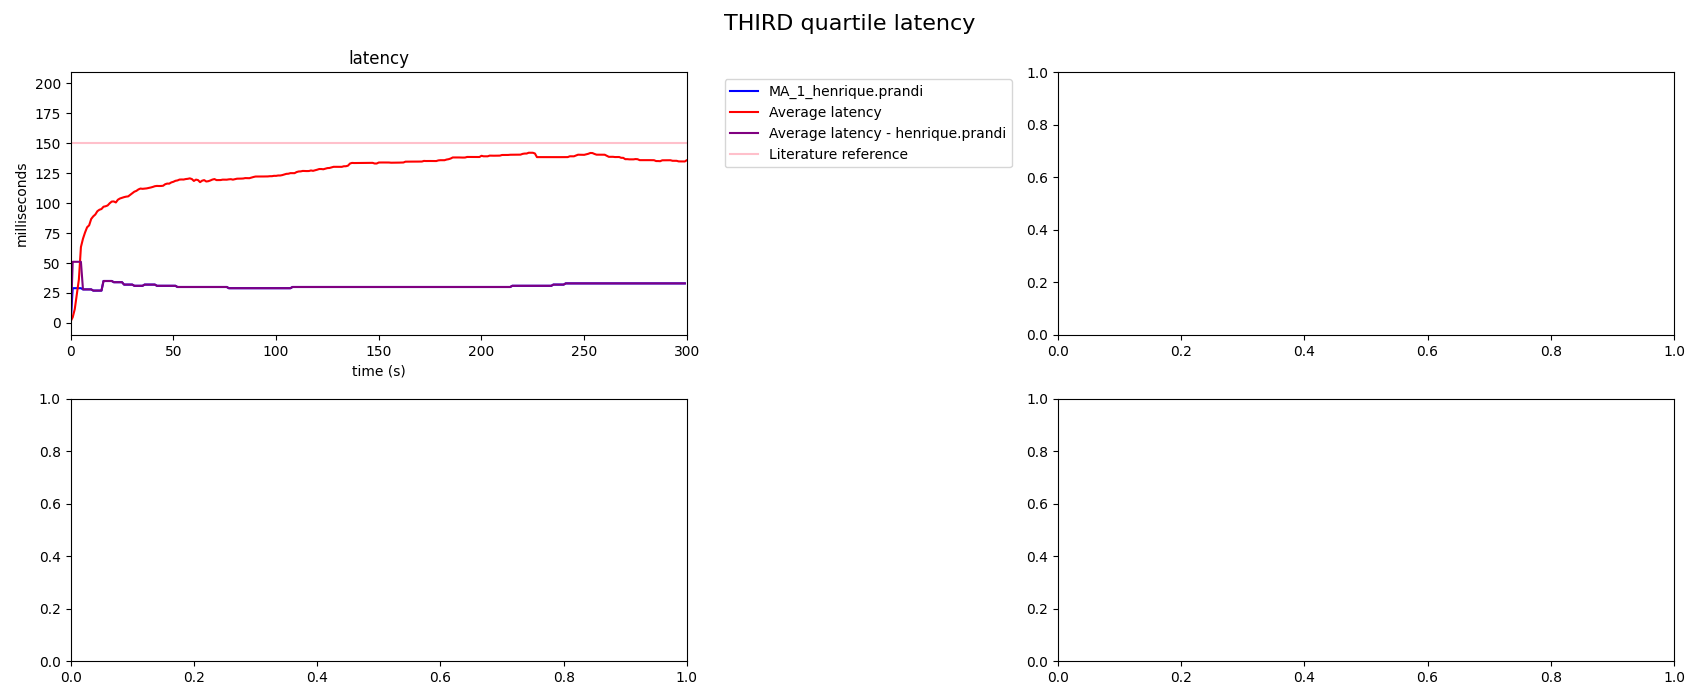 THIRD quartile latency
latency
milliseconds
200
175
150
125
100
75
50
25
0
0 50 100 150 200 250 300
time (s)
MA_1_henrique.prandi
Average latency
Average latency - henrique.prandi
Literature reference
1.0
0.8
0.6
0.4
0.2
0.0
0.0 0.2 0.4 0.6 0.8 1.0
1.0
0.8
0.6
0.4
0.2
0.0
0.0 0.2 0.4 0.6 0.8 1.0
1.0
0.8
0.6
0.4
0.2
0.0
0.0 0.2 0.4 0.6 0.8 1.0